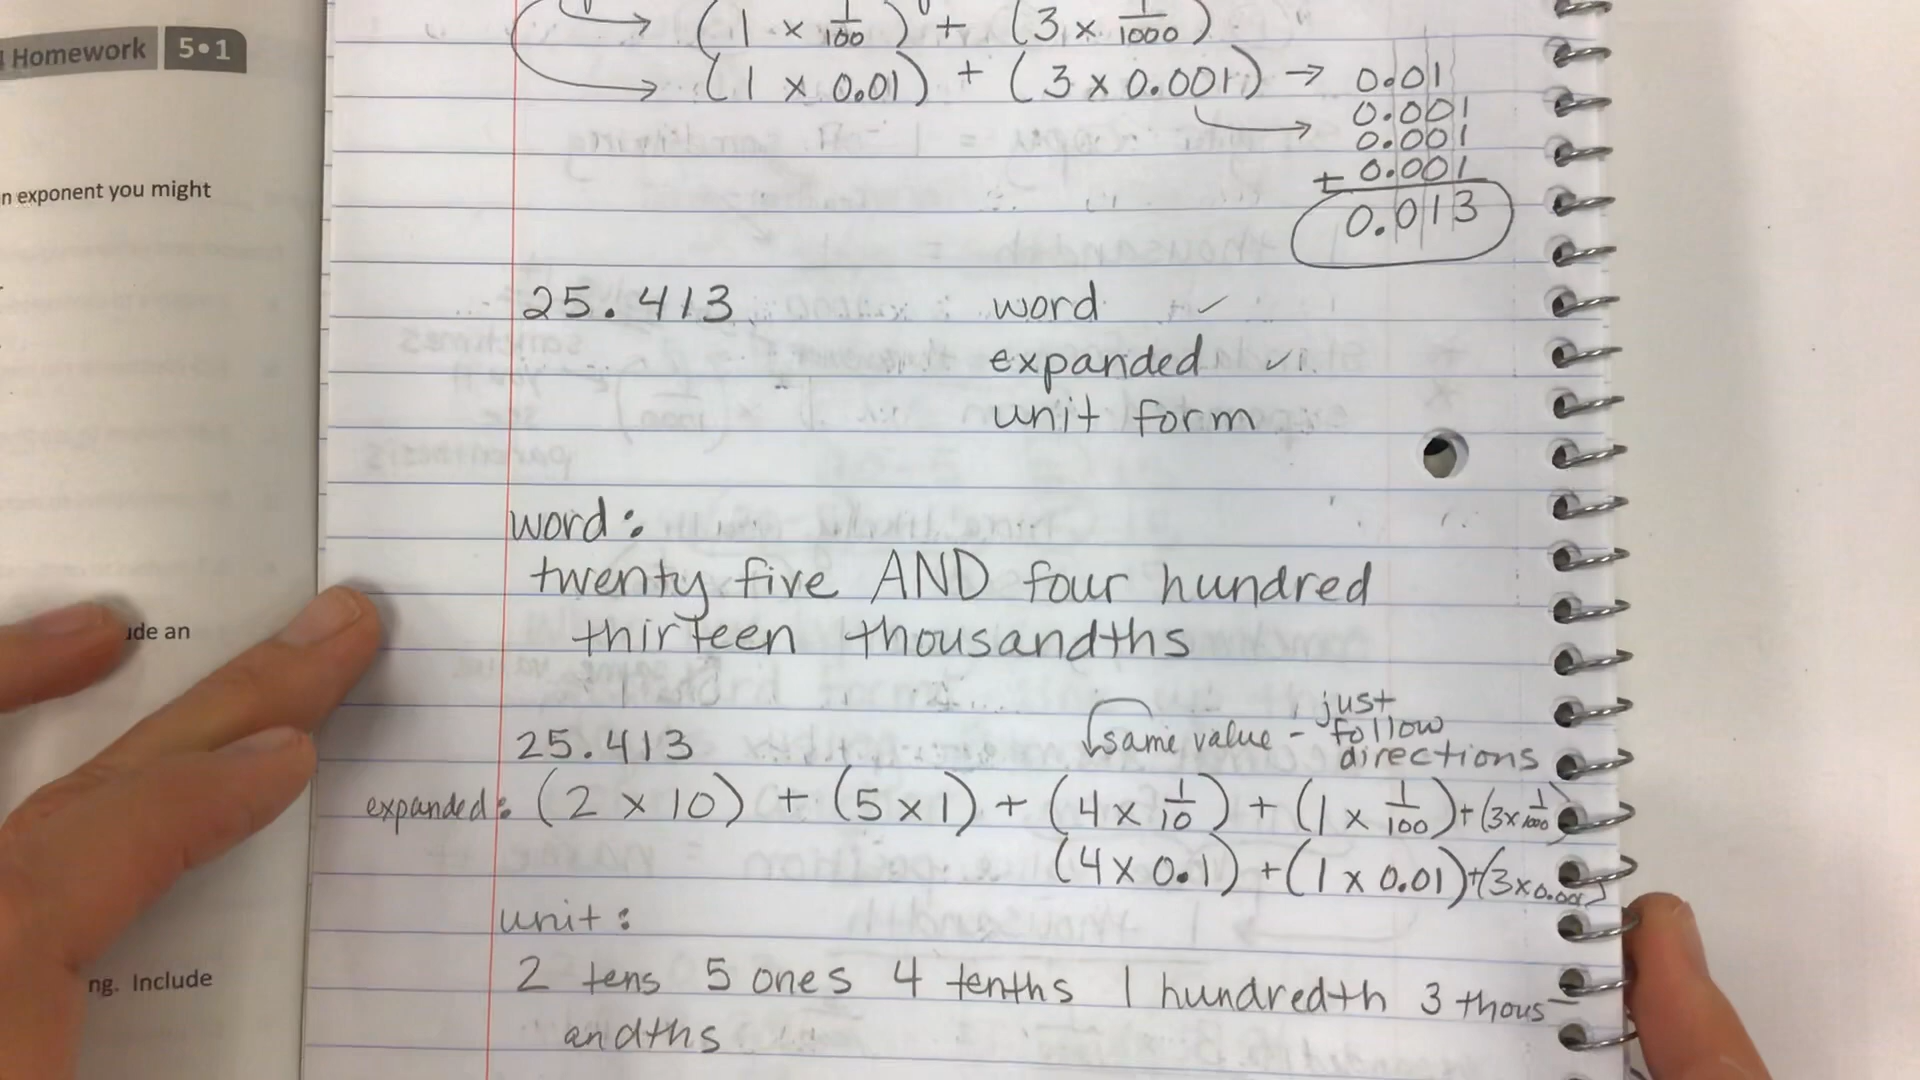 Homework 5•1
n exponent you might
ude an
ng. Include
(1 × 1/100) + (3 × 1/1000)
(1 × 0.01) + (3 × 0.001) → 0.01
0.001
0.001
+ 0.001
0.013
25.413 word ✓
expanded ✓
unit form
word:
twenty five AND four hundred
thirteen thousandths
just
same value - follow
directions
25.413
expanded: (2 × 10) + (5 × 1) + (4 × 1/10) + (1 × 1/100) + (3 × 1/1000)
(4 × 0.1) + (1 × 0.01) + (3 × 0.001)
unit:
2 tens 5 ones 4 tenths 1 hundredth 3 thous-
andths